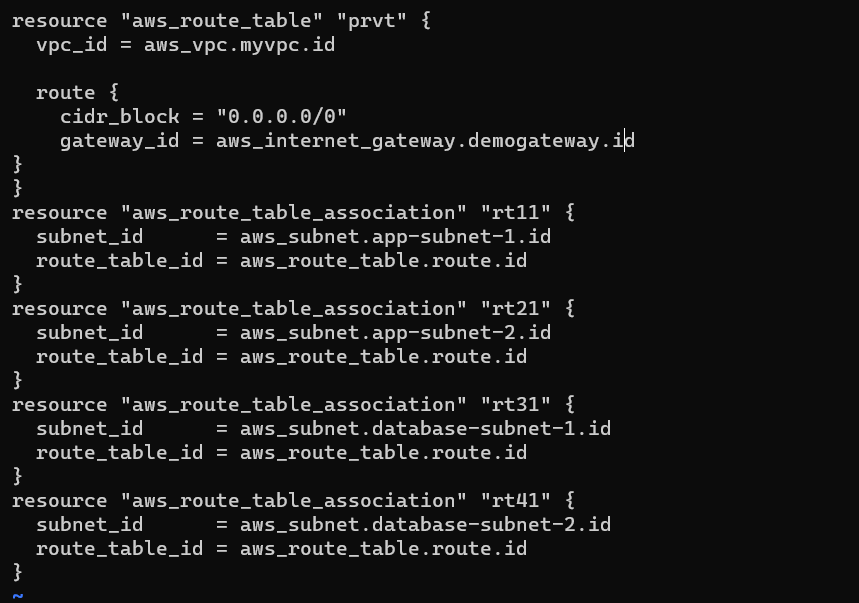 resource "aws_route_table" "prvt" {
  vpc_id = aws_vpc.myvpc.id

  route {
    cidr_block = "0.0.0.0/0"
    gateway_id = aws_internet_gateway.demogateway.id
}
}
resource "aws_route_table_association" "rt11" {
  subnet_id      = aws_subnet.app-subnet-1.id
  route_table_id = aws_route_table.route.id
}
resource "aws_route_table_association" "rt21" {
  subnet_id      = aws_subnet.app-subnet-2.id
  route_table_id = aws_route_table.route.id
}
resource "aws_route_table_association" "rt31" {
  subnet_id      = aws_subnet.database-subnet-1.id
  route_table_id = aws_route_table.route.id
}
resource "aws_route_table_association" "rt41" {
  subnet_id      = aws_subnet.database-subnet-2.id
  route_table_id = aws_route_table.route.id
}
~